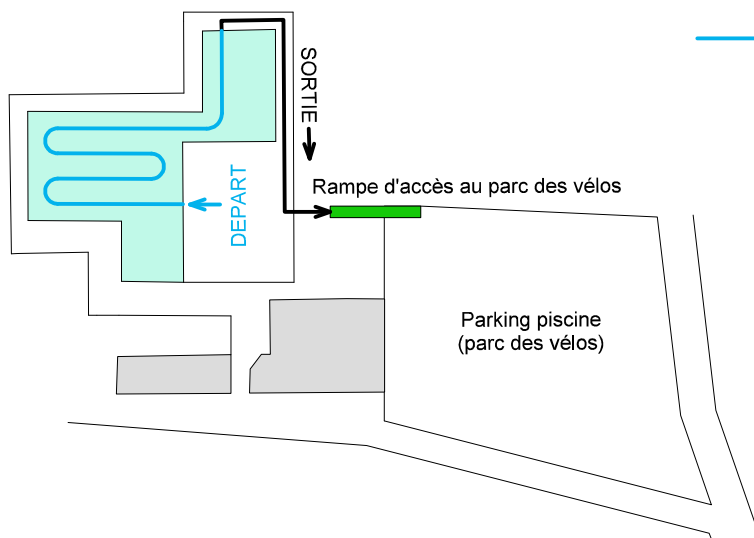 SORTIE
Rampe d'accès au parc des vélos
DEPART
Parking piscine
(parc des vélos)